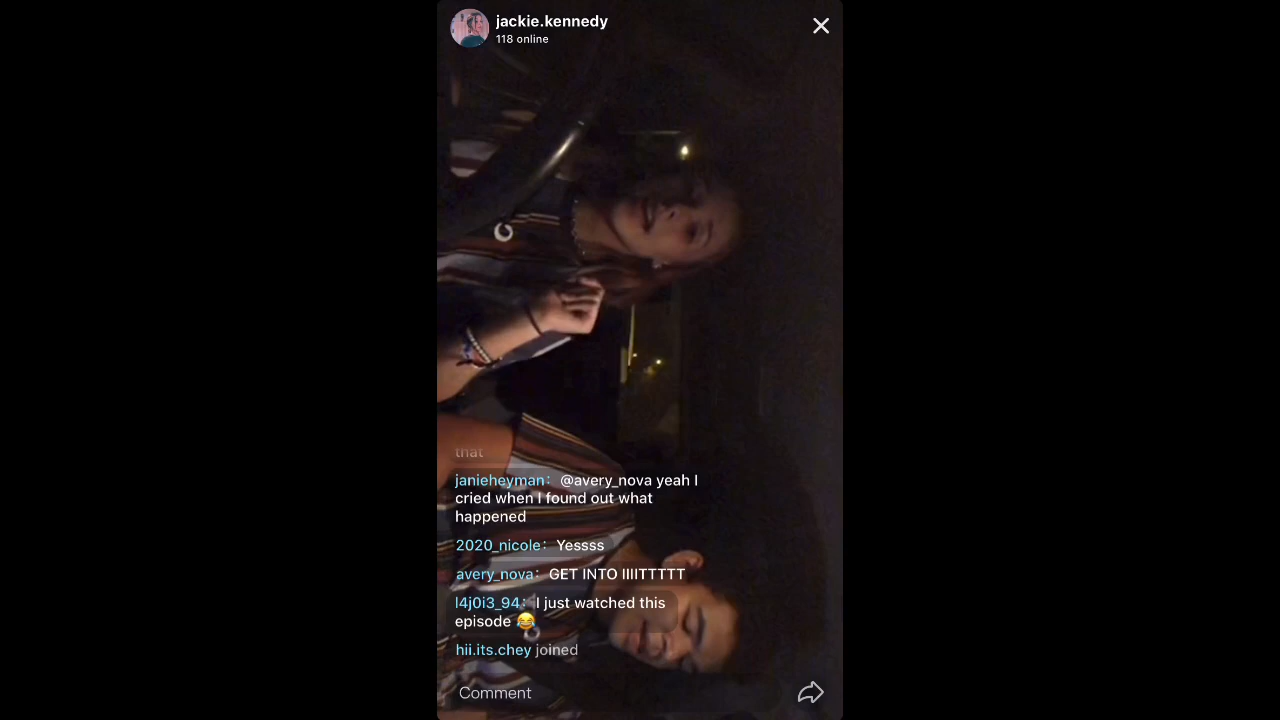 jackie.kennedy
118 online
that
janieheyman: @avery_nova yeah I
cried when I found out what
happened
2020_nicole: Yessss
avery_nova: GET INTO IIIITTTTT
l4j0i3_94: I just watched this
episode 😂
hii.its.chey joined
Comment